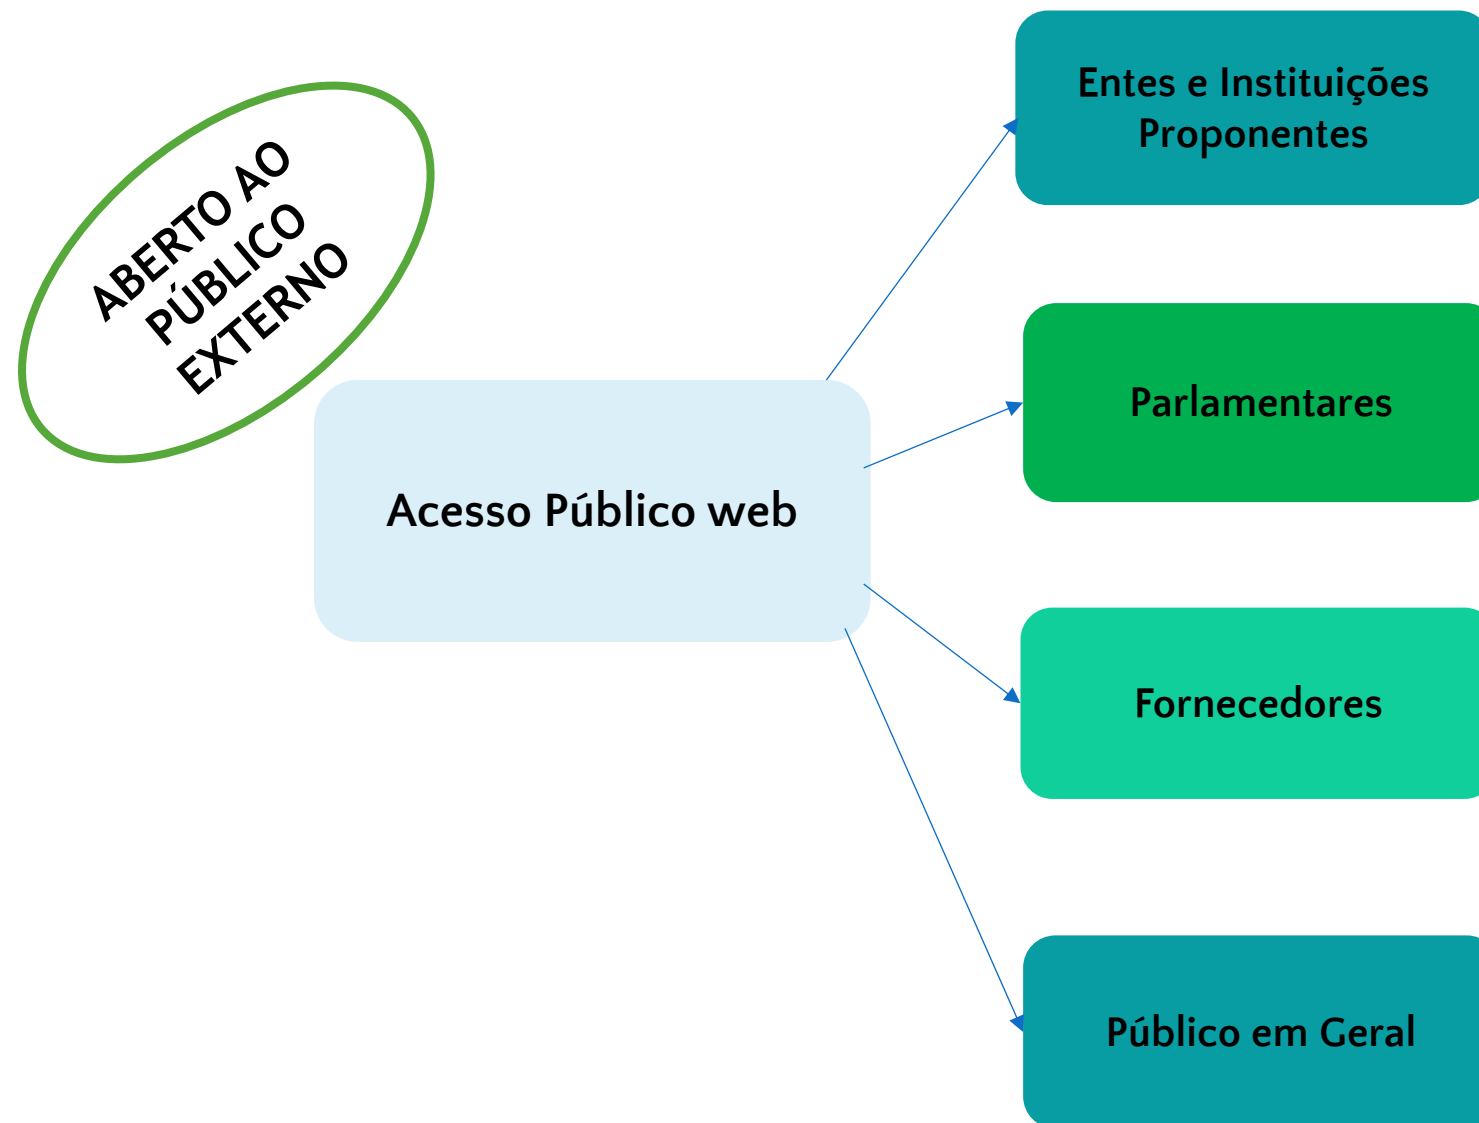 ABERTO AO
PÚBLICO
EXTERNO
Entes e Instituições
Proponentes
Parlamentares
Acesso Público web
Fornecedores
Público em Geral